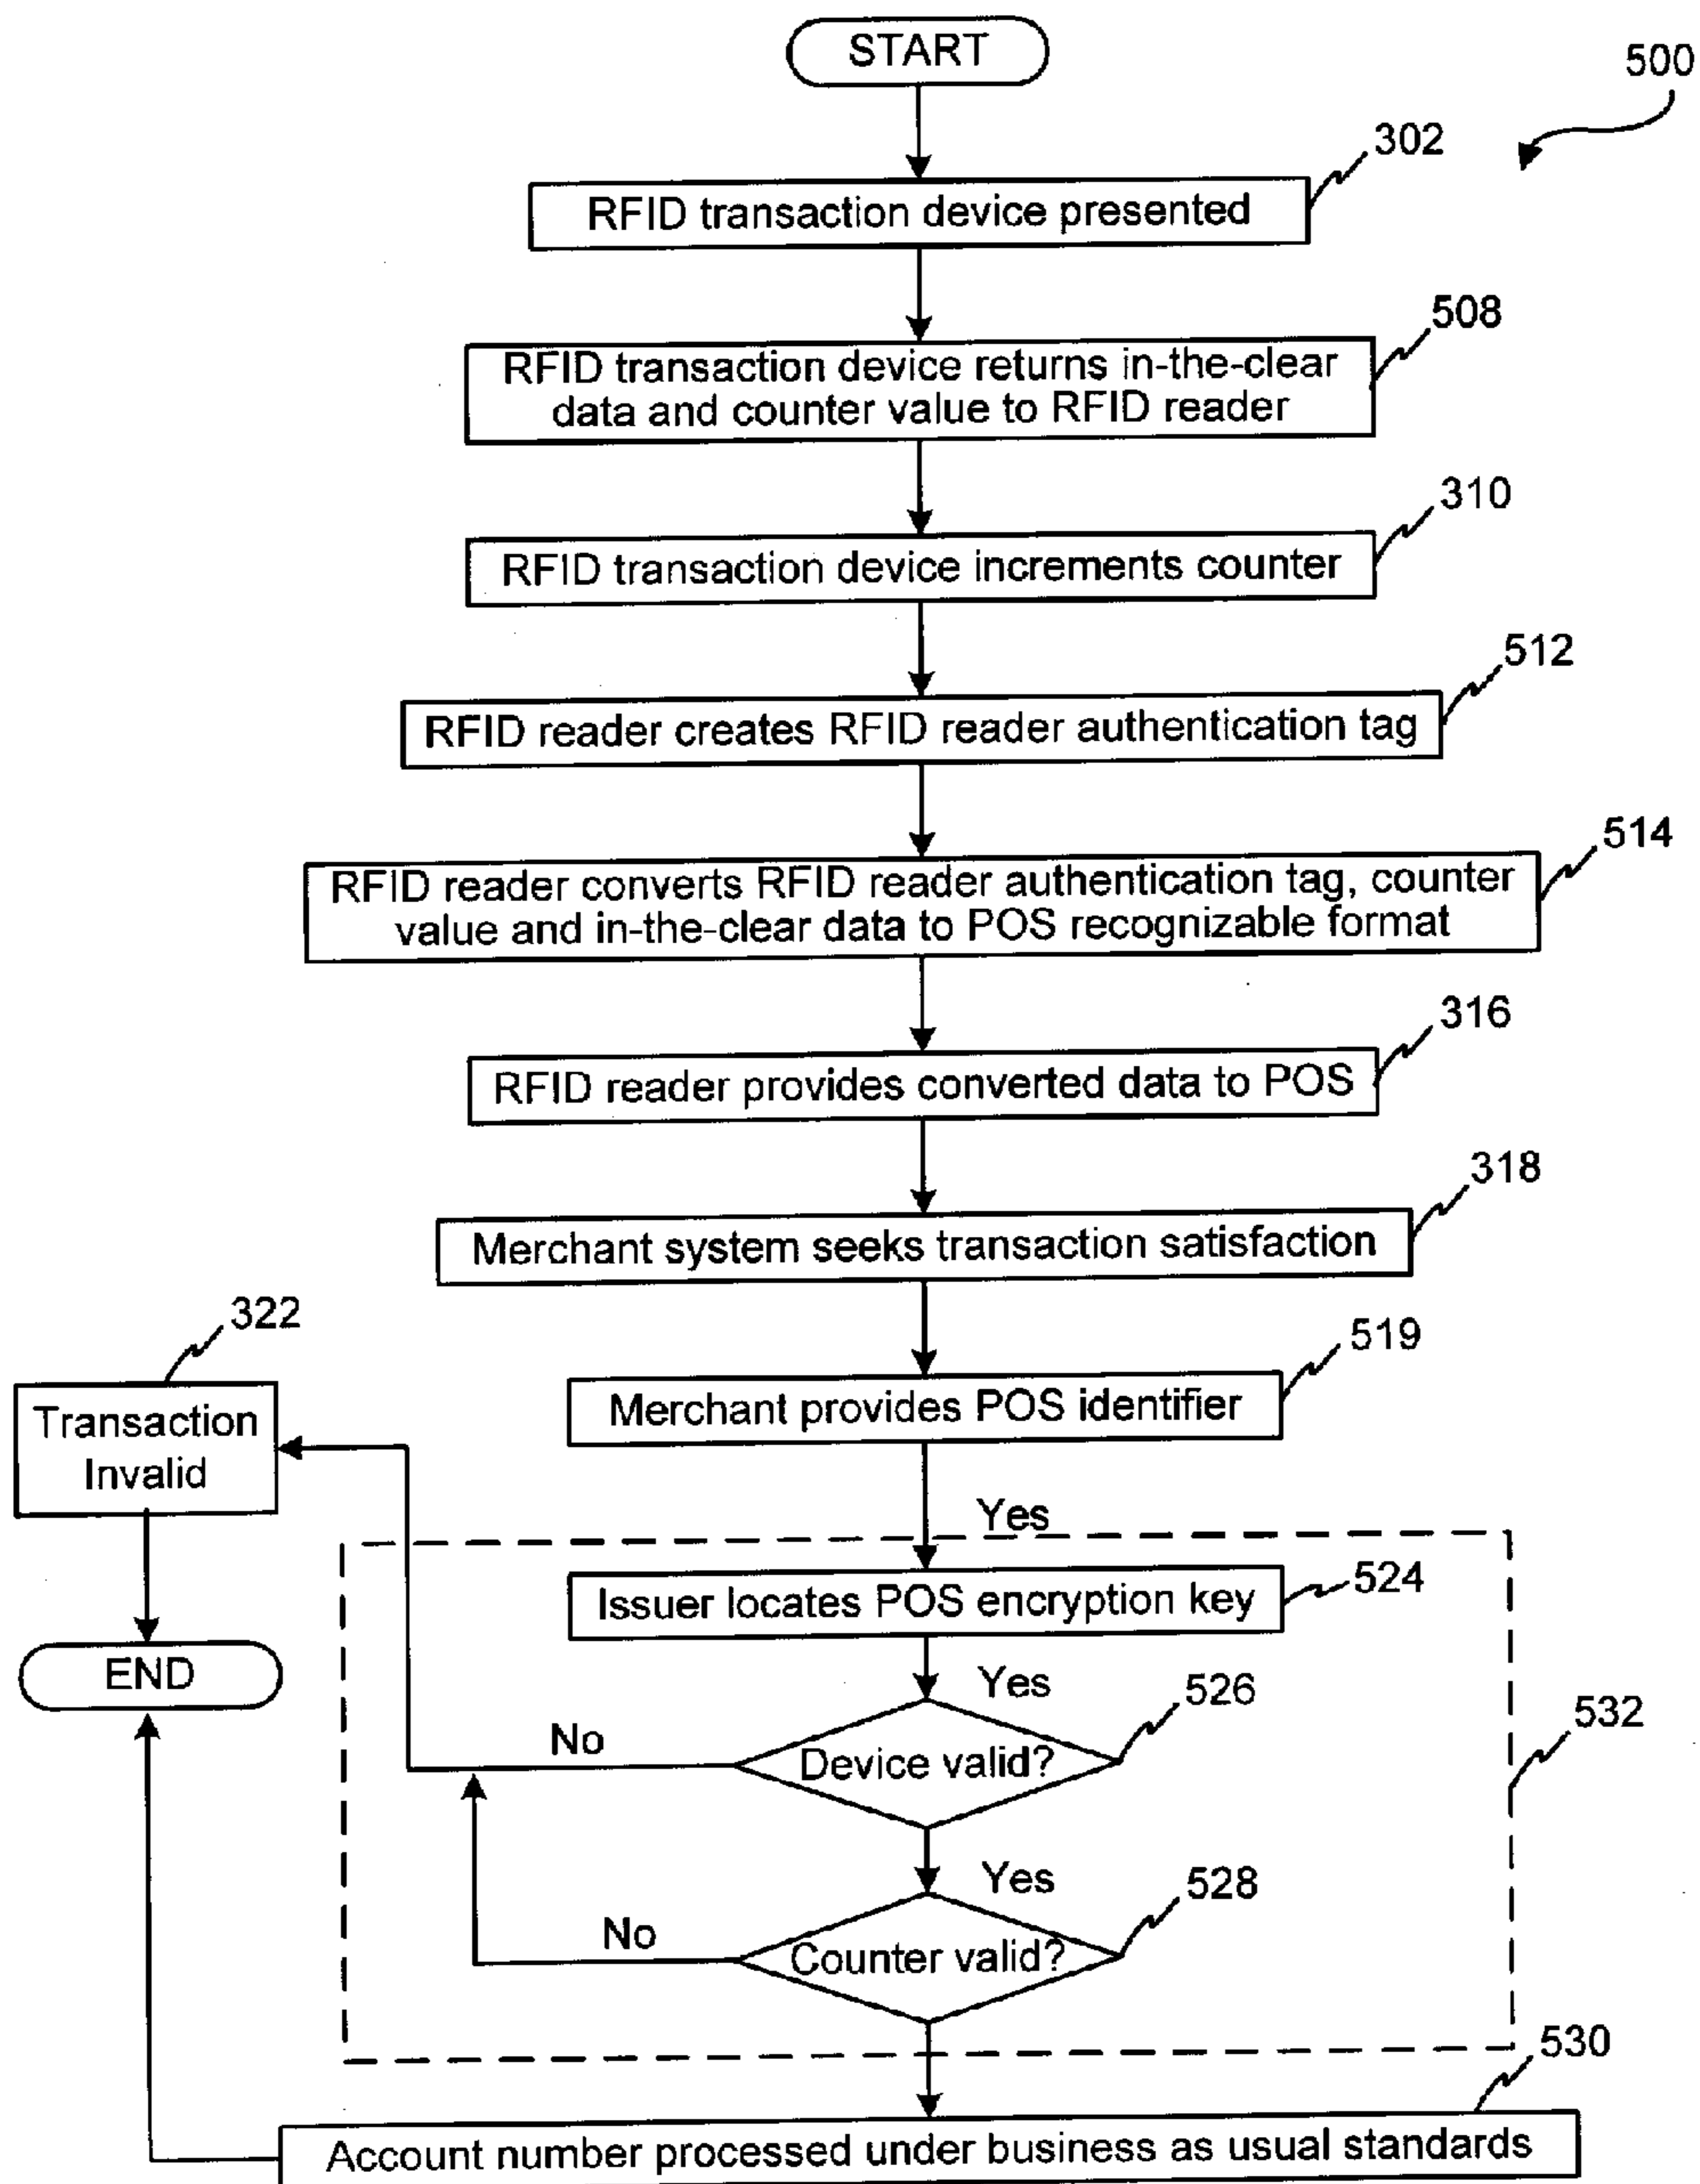 START
500
302
RFID transaction device presented
508
RFID transaction device returns in-the-clear
data and counter value to RFID reader
310
RFID transaction device increments counter
512
RFID reader creates RFID reader authentication tag
514
RFID reader converts RFID reader authentication tag, counter
value and in-the-clear data to POS recognizable format
316
RFID reader provides converted data to POS
318
Merchant system seeks transaction satisfaction
322
519
Transaction
Invalid
Merchant provides POS identifier
Yes
524
Issuer locates POS encryption key
END
Yes
526
532
No
Device valid?
Yes
528
No
Counter valid?
530
Account number processed under business as usual standards